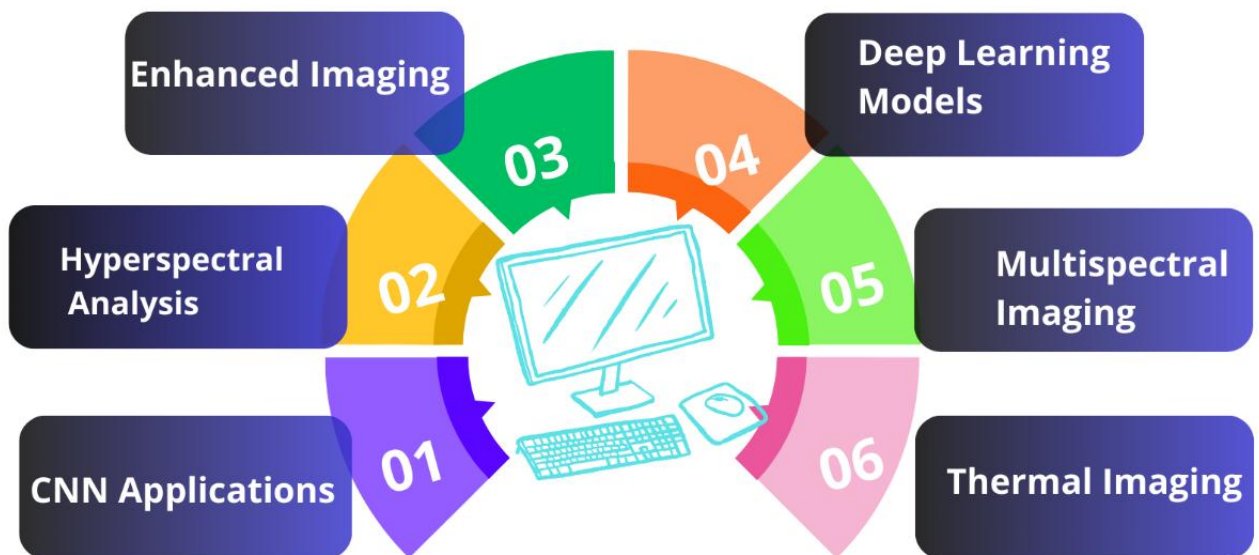 CNN Applications
01
Hyperspectral
Analysis
02
Enhanced Imaging
03
Deep Learning
Models
04
Multispectral
Imaging
05
Thermal Imaging
06